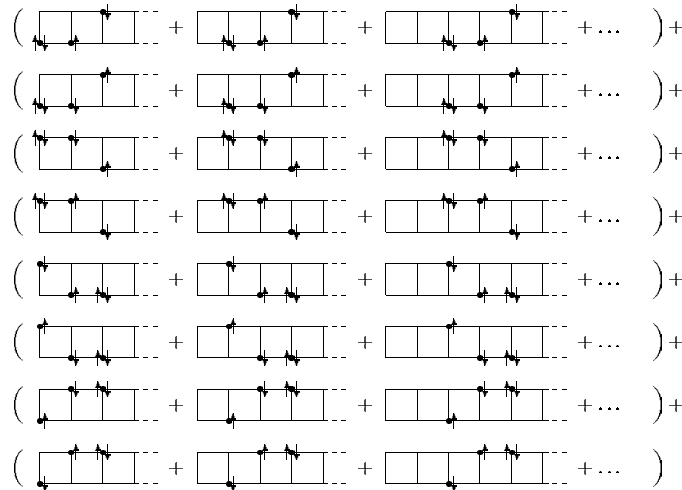 ( + + + ... ) +
( + + + ... ) +
( + + + ... ) +
( + + + ... ) +
( + + + ... ) +
( + + + ... ) +
( + + + ... ) +
( + + + ... )